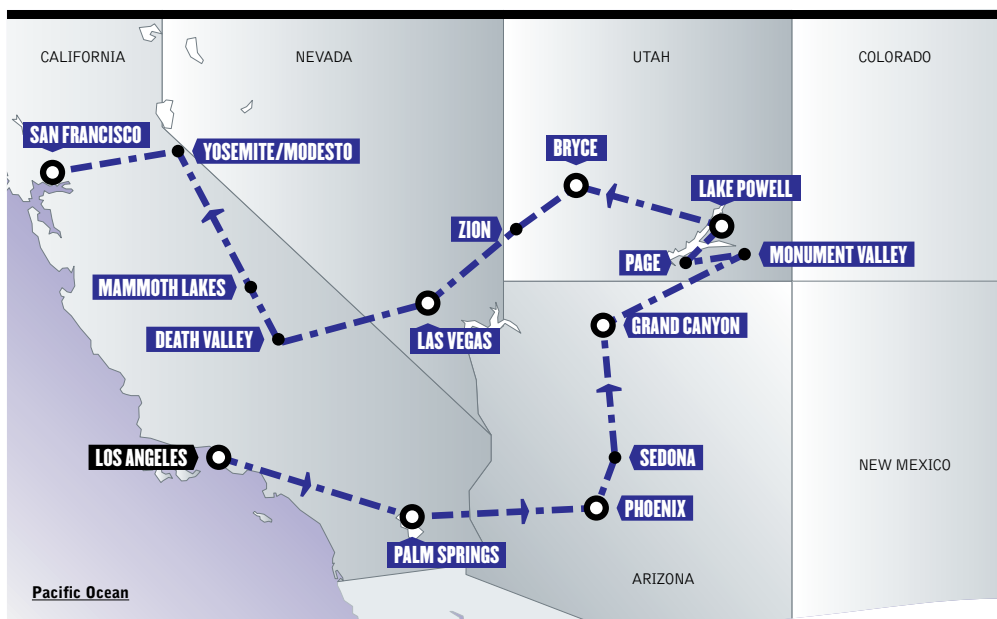 CALIFORNIA
NEVADA
UTAH
COLORADO
SAN FRANCISCO
YOSEMITE/MODESTO
BRYCE
LAKE POWELL
ZION
PAGE
MONUMENT VALLEY
MAMMOTH LAKES
DEATH VALLEY
LAS VEGAS
GRAND CANYON
LOS ANGELES
SEDONA
NEW MEXICO
PHOENIX
PALM SPRINGS
ARIZONA
Pacific Ocean